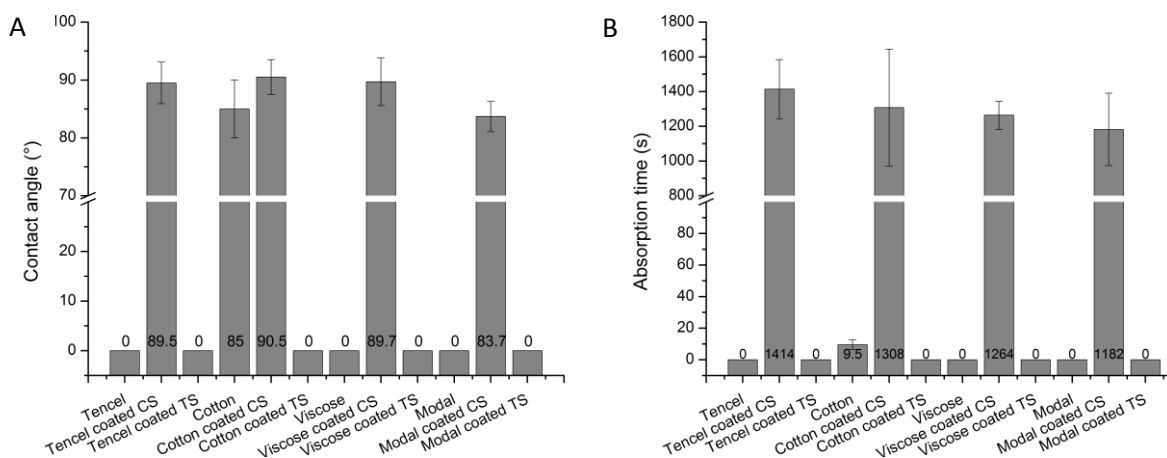 A
Contact angle (°)
100
90
80
70
20
10
0
0
89.5
0
85
90.5
0
0
89.7
0
0
83.7
0
Tencel
Tencel coated CS
Tencel coated TS
Cotton
Cotton coated CS
Cotton coated TS
Viscose
Viscose coated CS
Viscose coated TS
Modal
Modal coated CS
Modal coated TS
B
Absorption time (s)
1800
1600
1400
1200
1000
800
80
60
40
20
0
0
1414
0
9.5
1308
0
0
1264
0
0
1182
0
Tencel
Tencel coated CS
Tencel coated TS
Cotton
Cotton coated CS
Cotton coated TS
Viscose
Viscose coated CS
Viscose coated TS
Modal
Modal coated CS
Modal coated TS